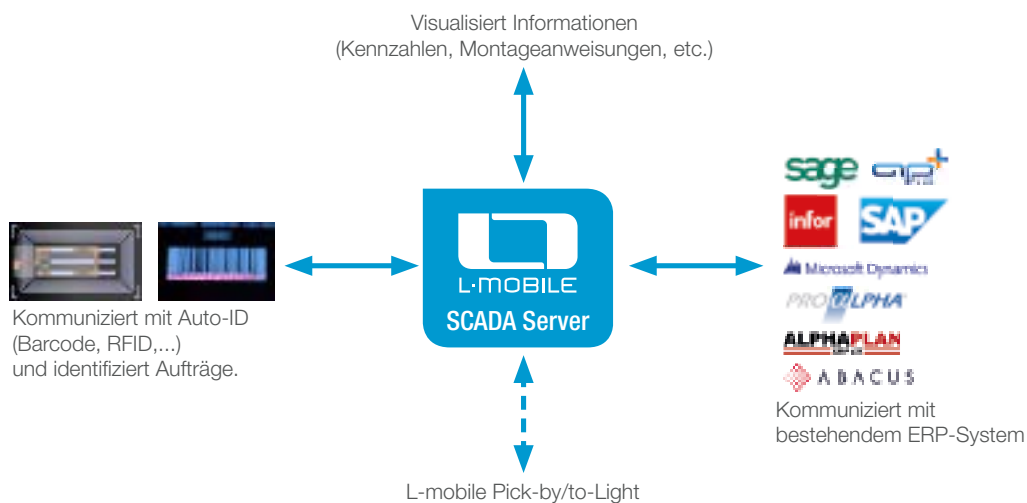 Visualisiert Informationen
(Kennzahlen, Montageanweisungen, etc.)
sage ap+
infor SAP
L-MOBILE
SCADA Server
Microsoft Dynamics
PROALPHA
ALPHAPLAN
ABACUS
Kommuniziert mit Auto-ID
(Barcode, RFID,...)
und identifiziert Aufträge.
Kommuniziert mit
bestehendem ERP-System
L-mobile Pick-by/to-Light